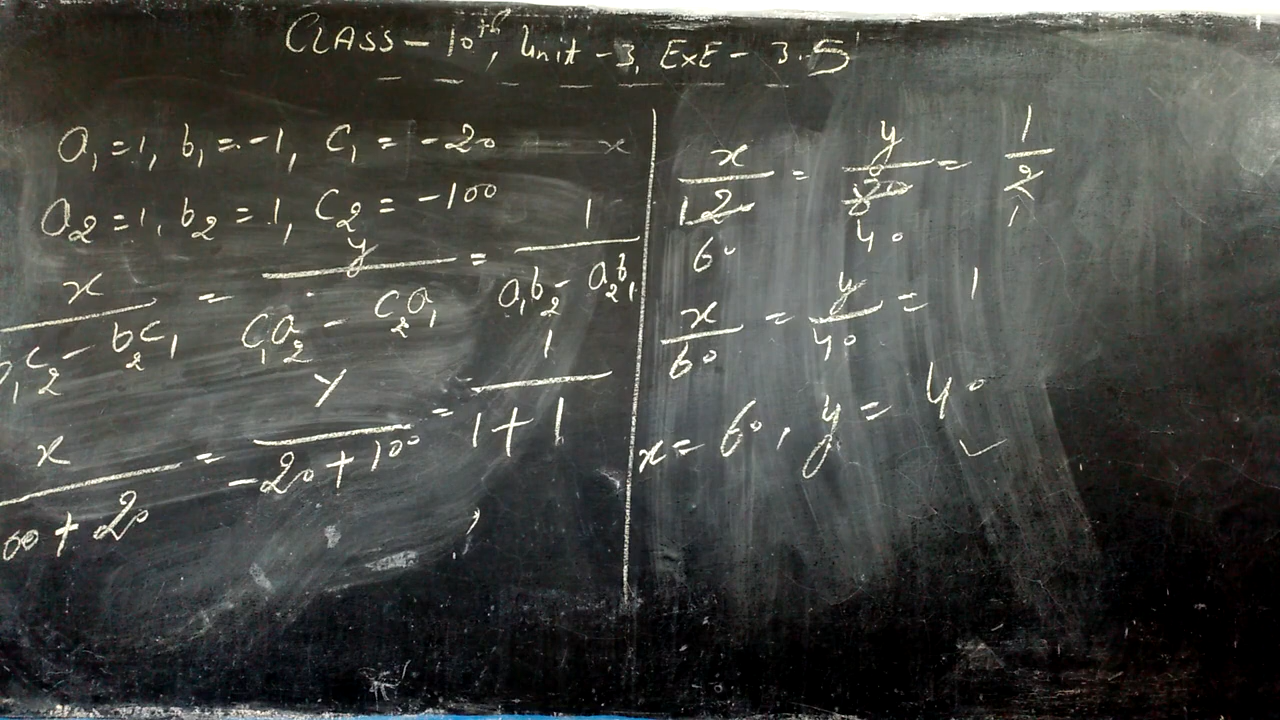 CLASS - 10th, Unit - 3, EXE - 3.5
a₁ = 1, b₁ = -1, c₁ = -20 x
a₂ = 1, b₂ = 1, c₂ = -100
x y 1
— = — = —
b₁c₂ - b₂c₁ c₁a₂ - c₂a₁ a₁b₂ - a₂b₁
x y 1
— = — = —
00 + 20 -20 + 100 1 + 1
x y 1
— = — = —
120 80 2
60 40 1
x y
— = — = 1
60 40
x = 60, y = 40